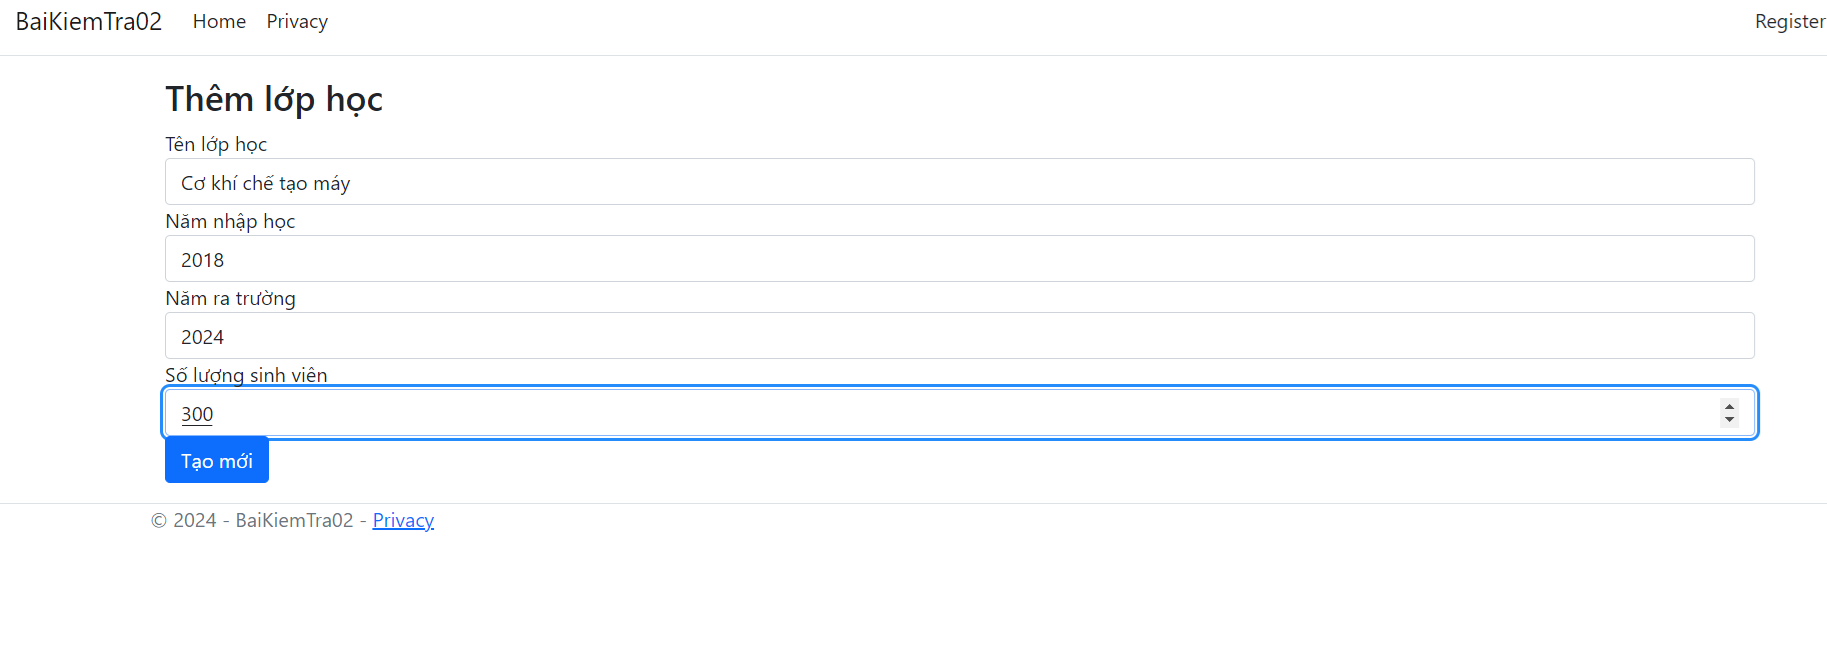 BaiKiemTra02 Home Privacy Register
Thêm lớp học
Tên lớp học
Cơ khí chế tạo máy
Năm nhập học
2018
Năm ra trường
2024
Số lượng sinh viên
300
Tạo mới
© 2024 - BaiKiemTra02 - Privacy